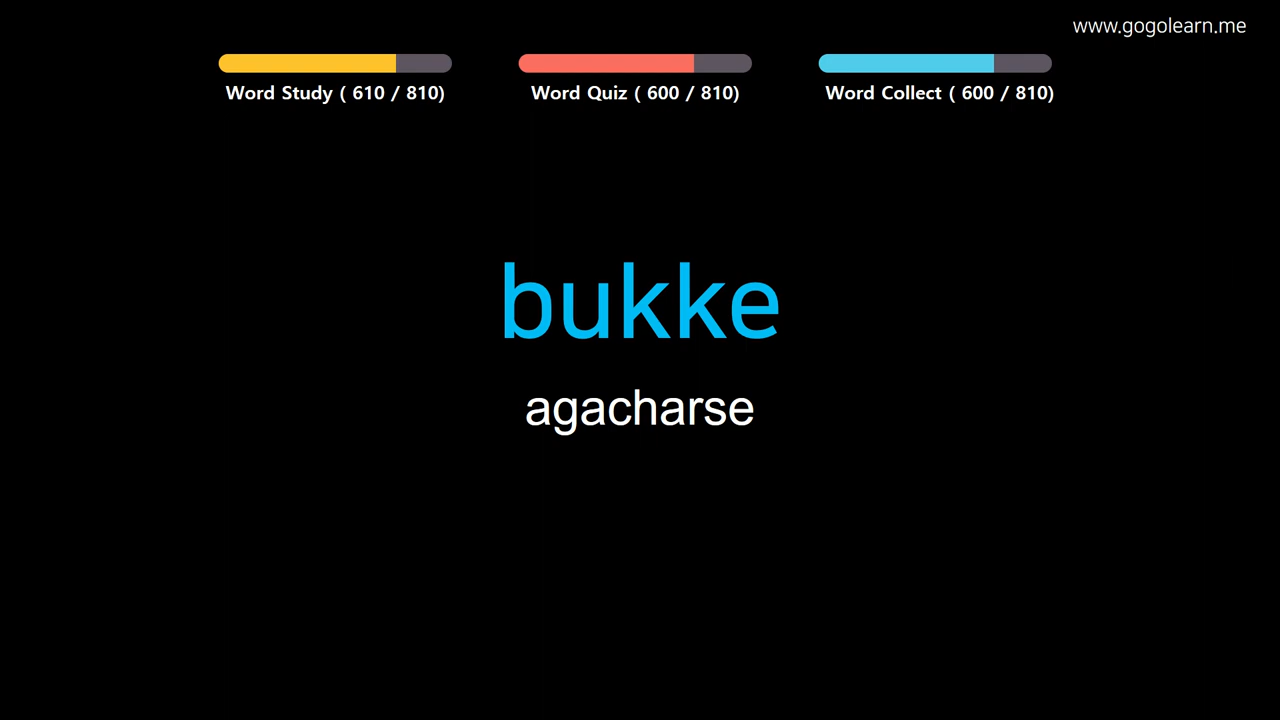 www.gogolearn.me
Word Study ( 610 / 810)
Word Quiz ( 600 / 810)
Word Collect ( 600 / 810)
bukke
agacharse